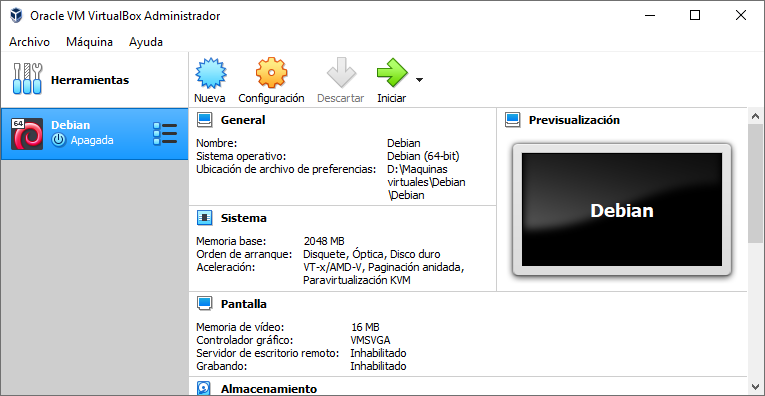 Oracle VM VirtualBox Administrador
Archivo Máquina Ayuda
Herramientas
Nueva Configuración Descartar Iniciar
64
Debian
Apagada
General
Nombre: Debian
Sistema operativo: Debian (64-bit)
Ubicación de archivo de preferencias: D:\Maquinas
virtuales\Debian
\Debian
Sistema
Memoria base: 2048 MB
Orden de arranque: Disquete, Óptica, Disco duro
Aceleración: VT-x/AMD-V, Paginación anidada,
Paravirtualización KVM
Previsualización
Debian
Pantalla
Memoria de vídeo: 16 MB
Controlador gráfico: VMSVGA
Servidor de escritorio remoto: Inhabilitado
Grabando: Inhabilitado
Almacenamiento